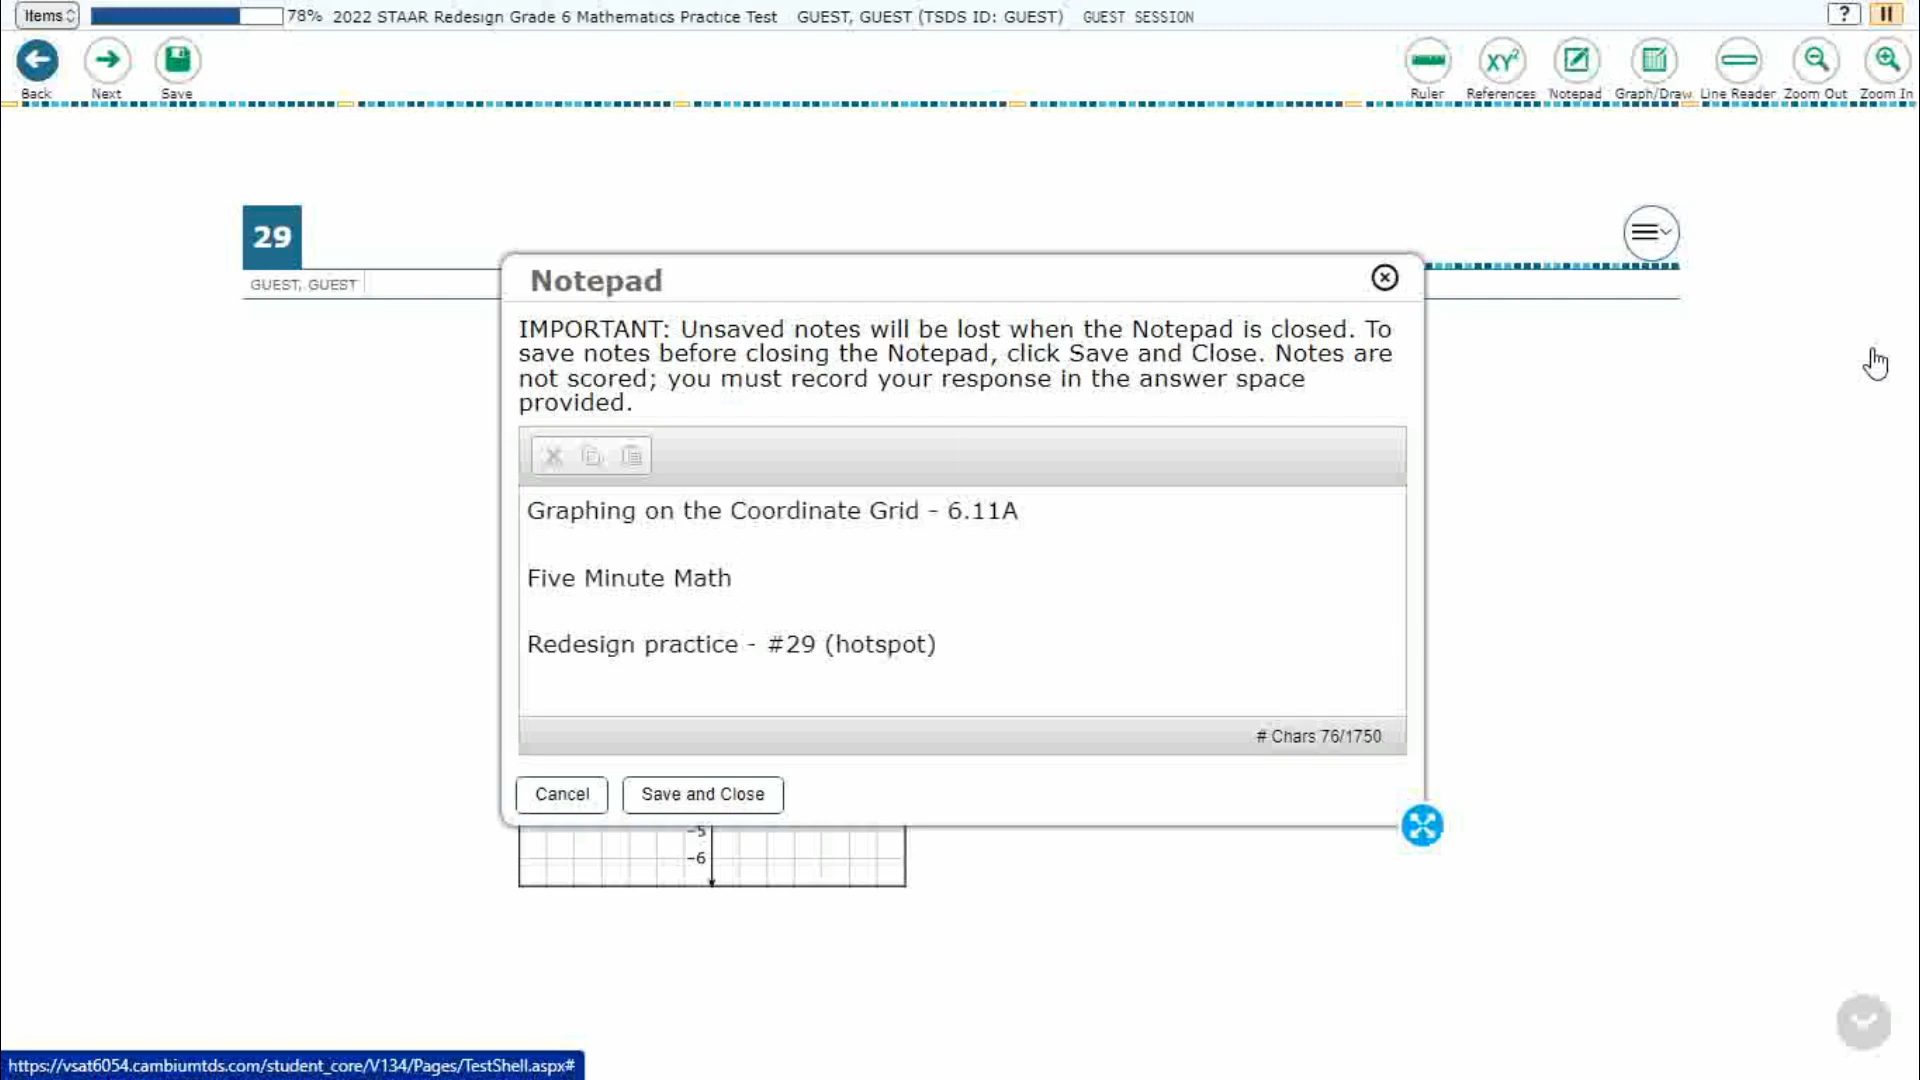 Items 78% 2022 STAAR Redesign Grade 6 Mathematics Practice Test GUEST, GUEST (TSDS ID: GUEST) GUEST SESSION ?
Back Next Save Ruler References Notepad Graph/Draw Line Reader Zoom Out Zoom In
XY²
29
GUEST, GUEST
Notepad
IMPORTANT: Unsaved notes will be lost when the Notepad is closed. To
save notes before closing the Notepad, click Save and Close. Notes are
not scored; you must record your response in the answer space
provided.
Graphing on the Coordinate Grid - 6.11A
Five Minute Math
Redesign practice - #29 (hotspot)
# Chars 76/1750
Cancel Save and Close
-5
-6
https://vsat6054.cambiumtds.com/student_core/V134/Pages/TestShell.aspx#